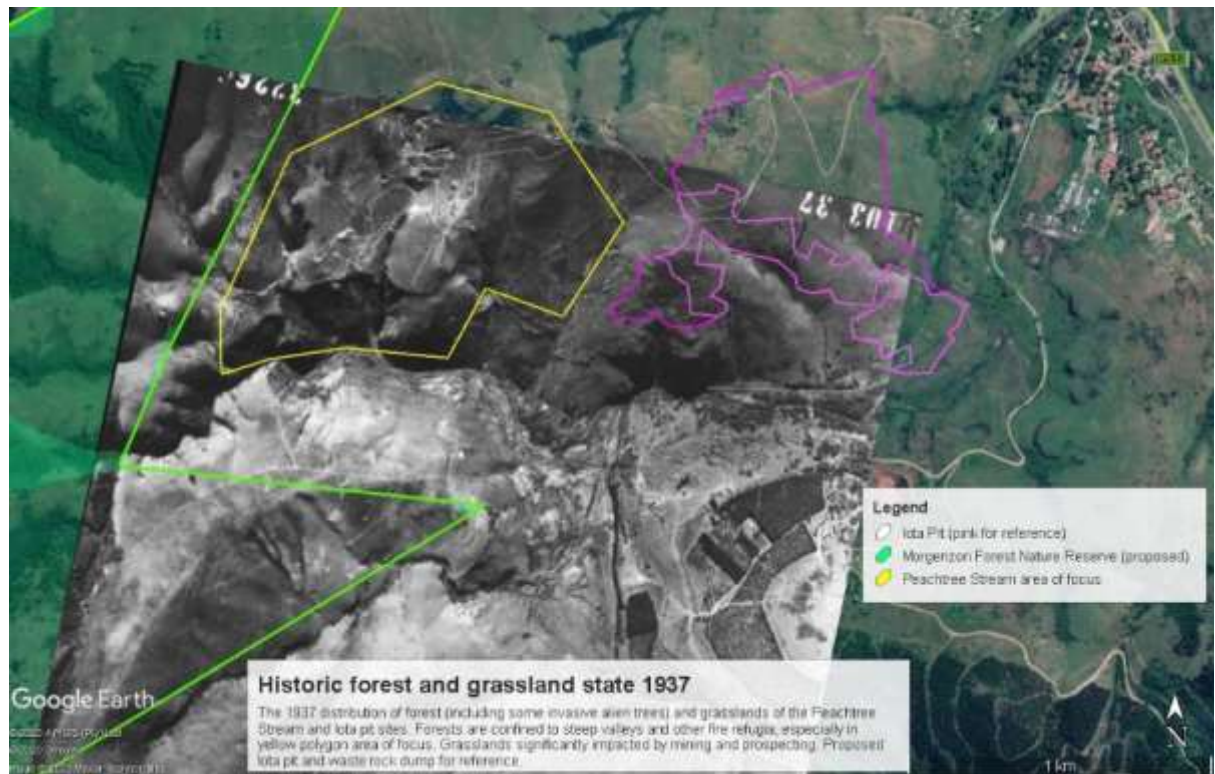 103 37
Legend
Iota Pit (pink for reference)
Morgenzon Forest Nature Reserve (proposed)
Peachtree Stream area of focus
Google Earth
Historic forest and grassland state 1937
The 1937 distribution of forest (including some invasive alien trees) and grasslands of the Peachtree
Stream and Iota pit sites. Forests are confined to steep valleys and other fire refugia, especially in
yellow polygon area of focus. Grasslands significantly impacted by mining and prospecting. Proposed
Iota pit and waste rock dump for reference.
N
1 km